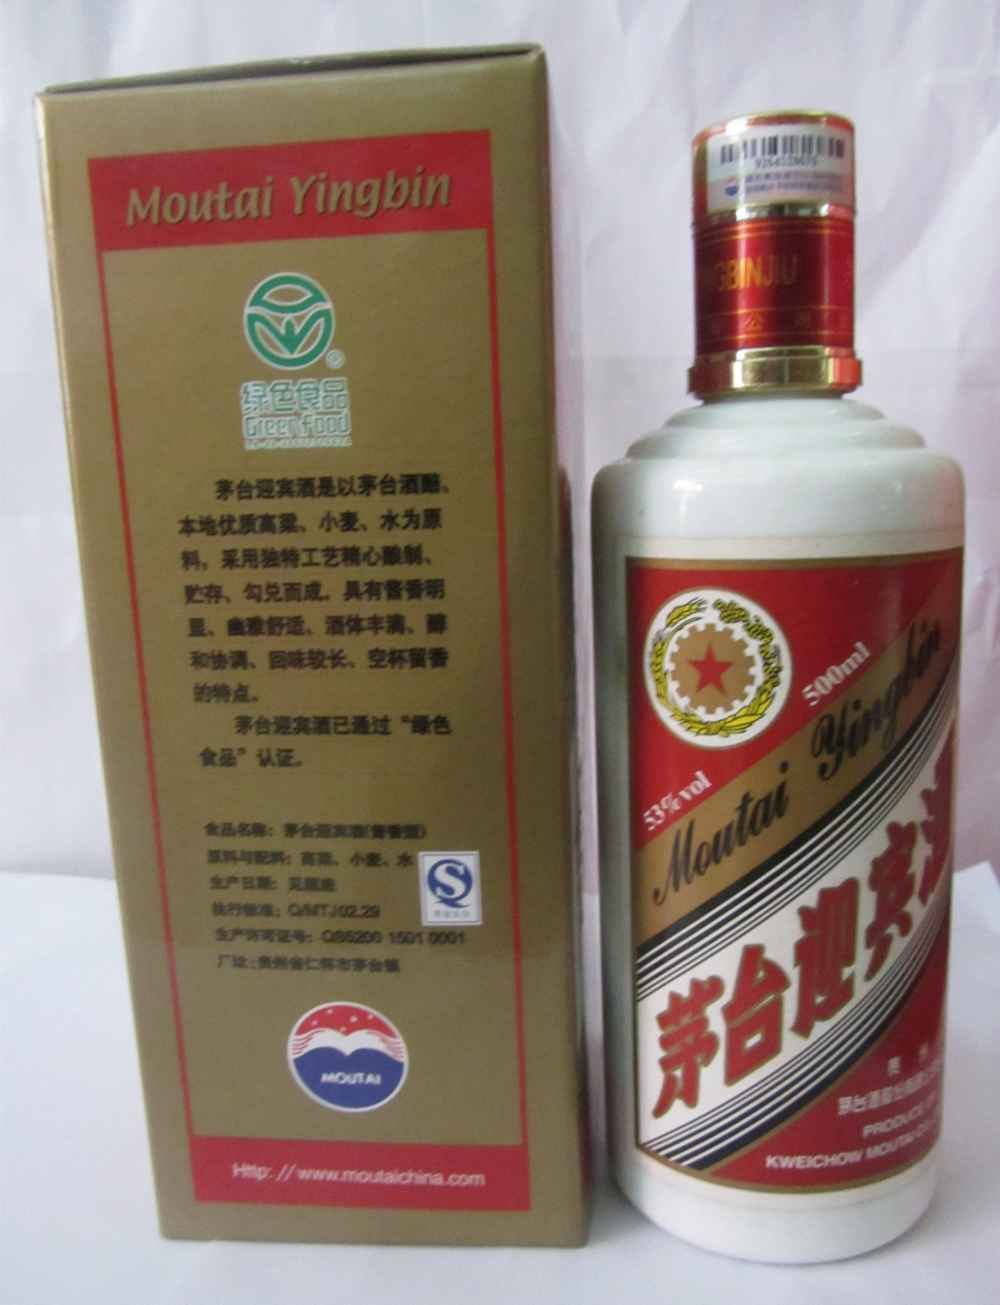 Moutai Yingbin
绿色食品
Green Food
茅台迎宾酒是以茅台酒醅、
本地优质高粱、小麦、水为原
料，采用独特工艺精心酿制、
贮存、勾兑而成。具有酱香明
显、幽雅舒适、酒体丰满、醇
和协调、回味较长、空杯留香
的特点。
茅台迎宾酒已通过“绿色
食品”认证。
食品名称：茅台迎宾酒(酱香型)
原料与配料：高粱、小麦、水
生产日期：见瓶盖
执行标准：Q/MTJ02.29
生产许可证号：QS5200 1501 0001
厂址：贵州省仁怀市茅台镇
MOUTAI
Http: // www.moutaichina.com
GBINJIU
500ml
53%vol
Moutai Yingbin
茅台迎宾酒
贵州
PRODUCE OF
KWEICHOW MOUTAI